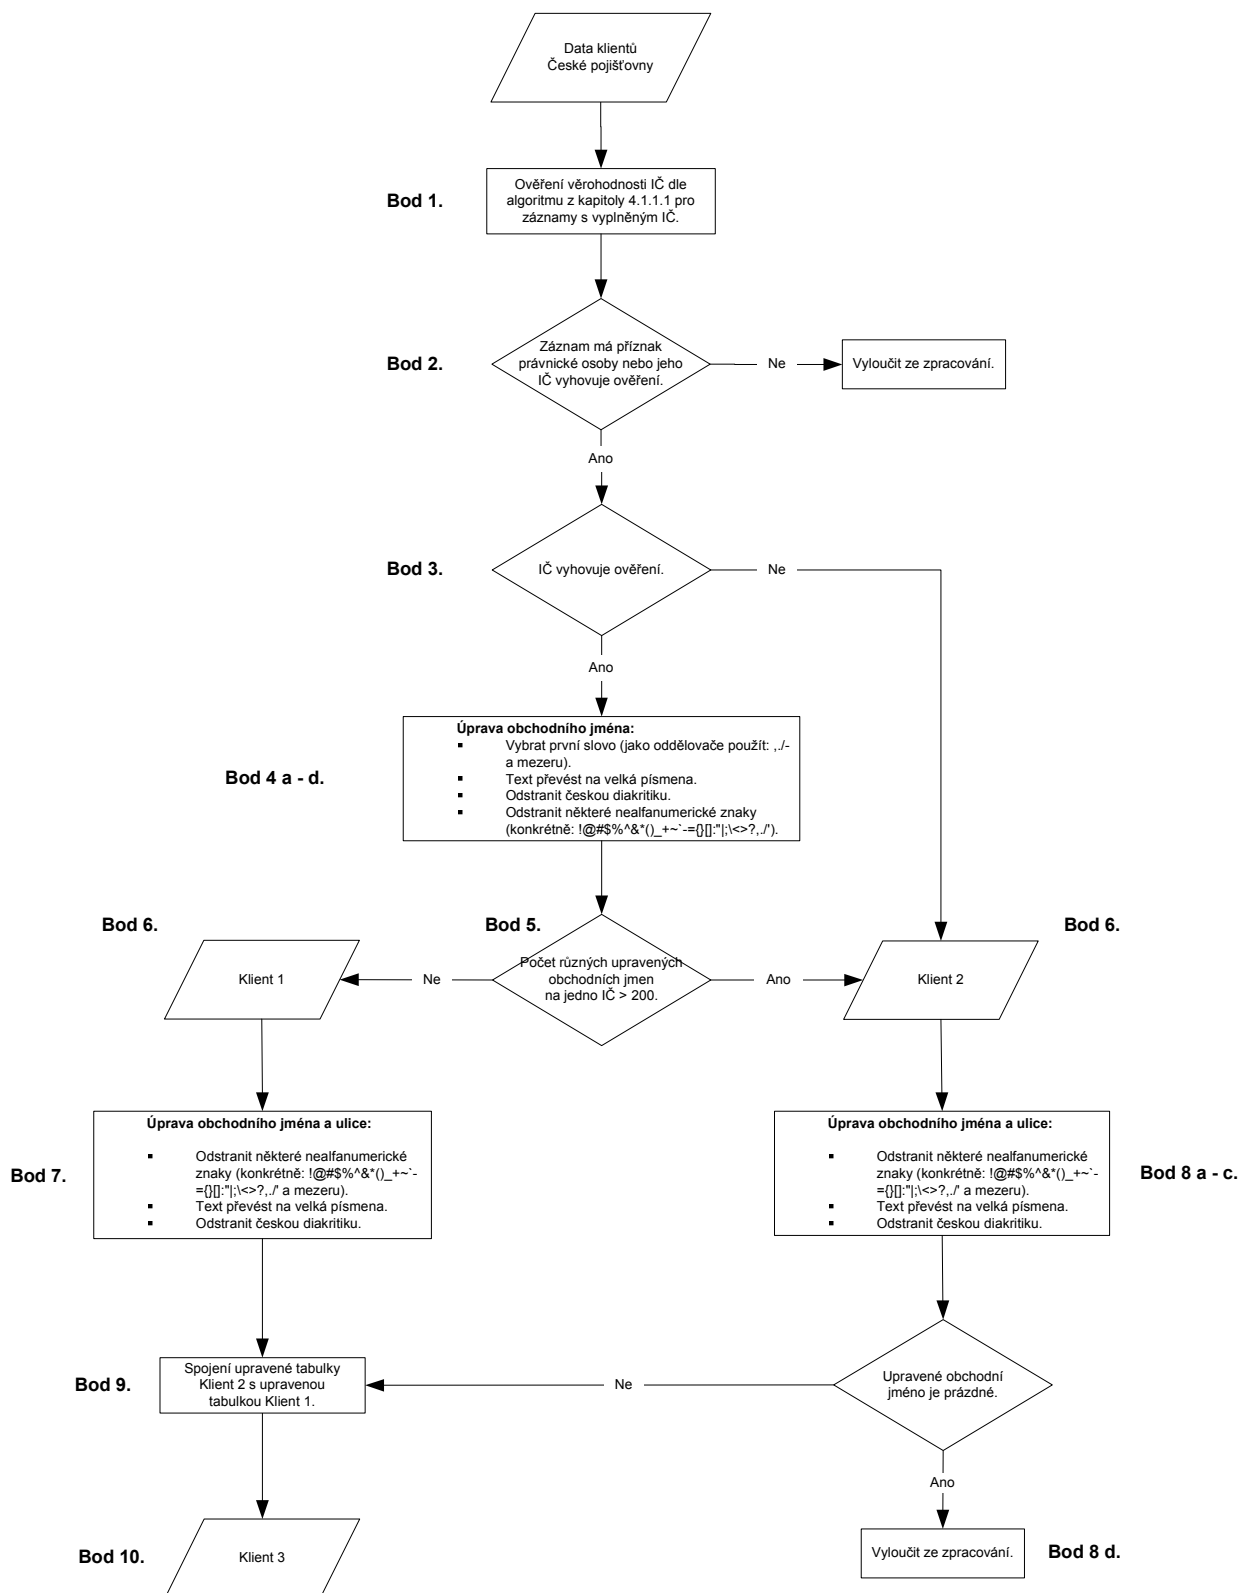 Data klientů
České pojišťovny
Bod 1.
Ověření věrohodnosti IČ dle
algoritmu z kapitoly 4.1.1.1 pro
záznamy s vyplněným IČ.
Bod 2.
Záznam má příznak
právnické osoby nebo jeho
IČ vyhovuje ověření.
Ne
Vyloučit ze zpracování.
Ano
Bod 3.
IČ vyhovuje ověření.
Ne
Ano
Bod 4 a - d.
Úprava obchodního jména:
▪ Vybrat první slovo (jako oddělovače použít: ,./-
a mezeru).
▪ Text převést na velká písmena.
▪ Odstranit českou diakritiku.
▪ Odstranit některé nealfanumerické znaky
(konkrétně: !@#$%^&*()_+~`-={}[]:"|;\<>?,./').
Bod 6.
Bod 5.
Bod 6.
Klient 1
Ne
Počet různých upravených
obchodních jmen
na jedno IČ > 200.
Ano
Klient 2
Bod 7.
Úprava obchodního jména a ulice:
▪ Odstranit některé nealfanumerické
znaky (konkrétně: !@#$%^&*()_+~`-
={}[]:"|;\<>?,./' a mezeru).
▪ Text převést na velká písmena.
▪ Odstranit českou diakritiku.
Úprava obchodního jména a ulice:
▪ Odstranit některé nealfanumerické
znaky (konkrétně: !@#$%^&*()_+~`-
={}[]:"|;\<>?,./' a mezeru).
▪ Text převést na velká písmena.
▪ Odstranit českou diakritiku.
Bod 8 a - c.
Bod 9.
Spojení upravené tabulky
Klient 2 s upravenou
tabulkou Klient 1.
Ne
Upravené obchodní
jméno je prázdné.
Ano
Bod 10.
Klient 3
Vyloučit ze zpracování.
Bod 8 d.